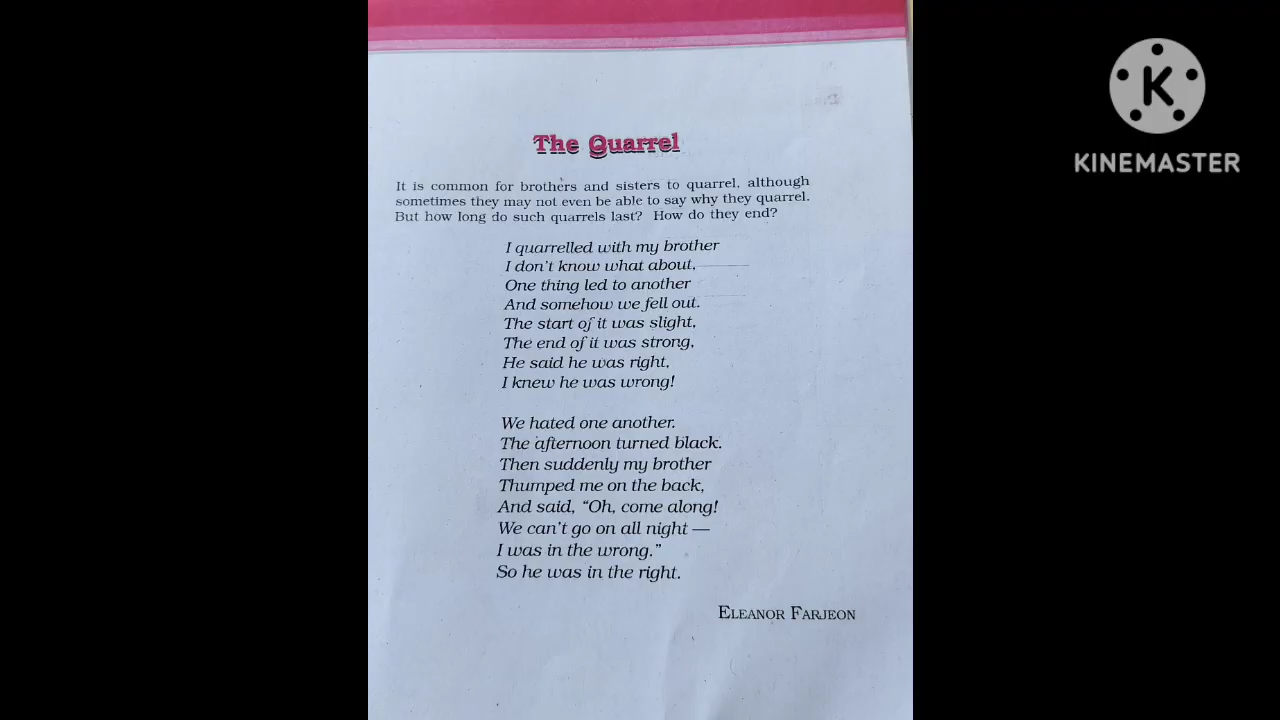 KINEMASTER
The Quarrel
It is common for brothers and sisters to quarrel, although
sometimes they may not even be able to say why they quarrel.
But how long do such quarrels last? How do they end?
I quarrelled with my brother
I don't know what about,
One thing led to another
And somehow we fell out.
The start of it was slight,
The end of it was strong,
He said he was right,
I knew he was wrong!
We hated one another.
The afternoon turned black.
Then suddenly my brother
Thumped me on the back,
And said, “Oh, come along!
We can't go on all night —
I was in the wrong.”
So he was in the right.
ELEANOR FARJEON